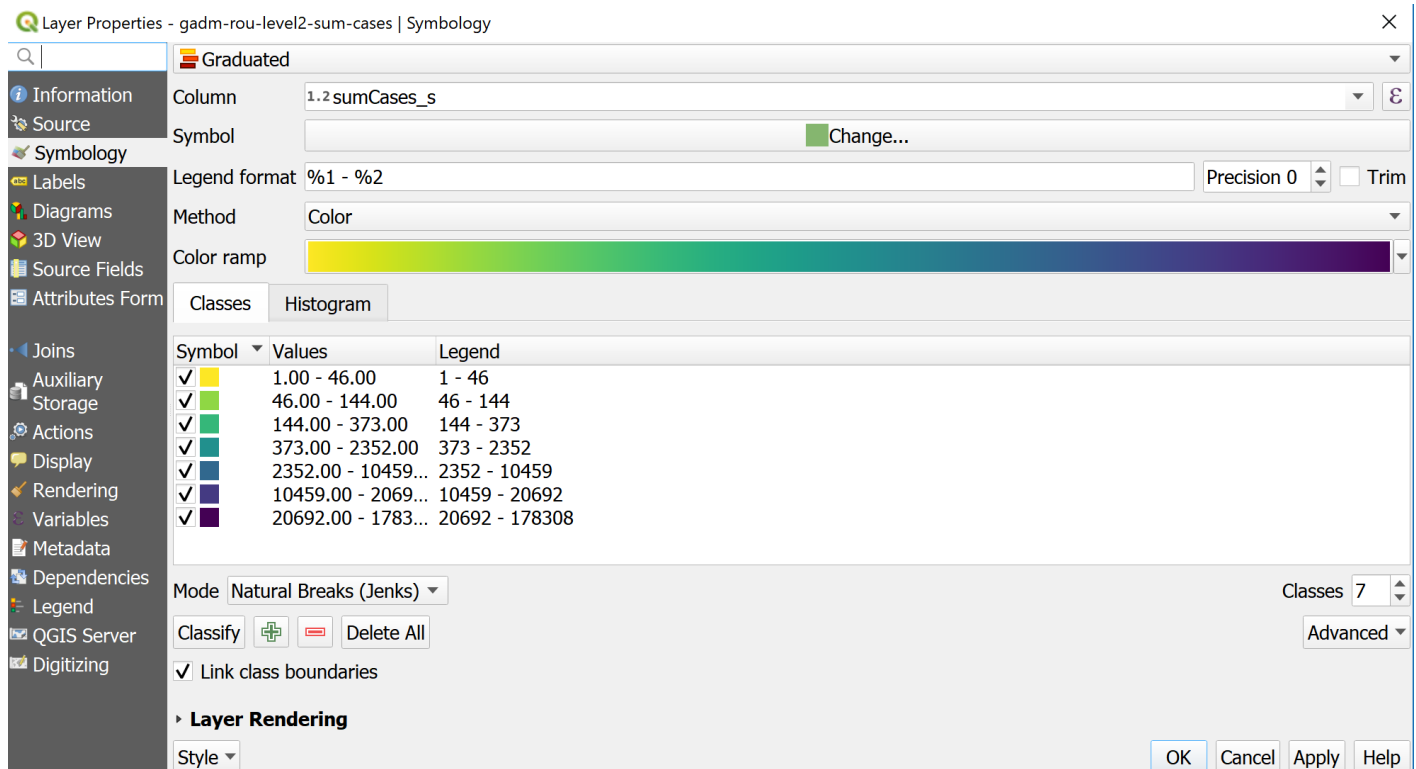 Layer Properties - gadm-rou-level2-sum-cases | Symbology
Information
Source
Symbology
Labels
Diagrams
3D View
Source Fields
Attributes Form
Joins
Auxiliary
Storage
Actions
Display
Rendering
Variables
Metadata
Dependencies
Legend
QGIS Server
Digitizing
Graduated
Column 1.2 sumCases_s ε
Symbol Change...
Legend format %1 - %2 Precision 0 Trim
Method Color
Color ramp
Classes Histogram
Symbol Values Legend
1.00 - 46.00 1 - 46
46.00 - 144.00 46 - 144
144.00 - 373.00 144 - 373
373.00 - 2352.00 373 - 2352
2352.00 - 10459... 2352 - 10459
10459.00 - 2069... 10459 - 20692
20692.00 - 1783... 20692 - 178308
Mode Natural Breaks (Jenks) Classes 7
Classify Delete All Advanced
Link class boundaries
Layer Rendering
Style OK Cancel Apply Help